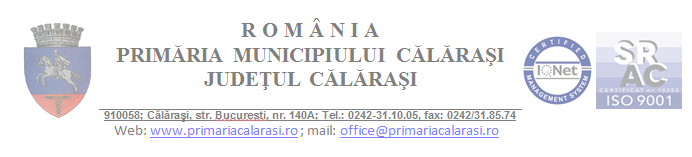 R O M Â N I A
PRIMĂRIA MUNICIPIULUI CĂLĂRAŞI
JUDEŢUL CĂLĂRAŞI
910058; Călăraşi, str. Bucureşti, nr. 140A; Tel.: 0242-31.10.05, fax: 0242/31.85.74
Web: www.primariacalarasi.ro ; mail: office@primariacalarasi.ro
CERTIFIED
IQNet
MANAGEMENT SYSTEM
SR
AC
ISO 9001